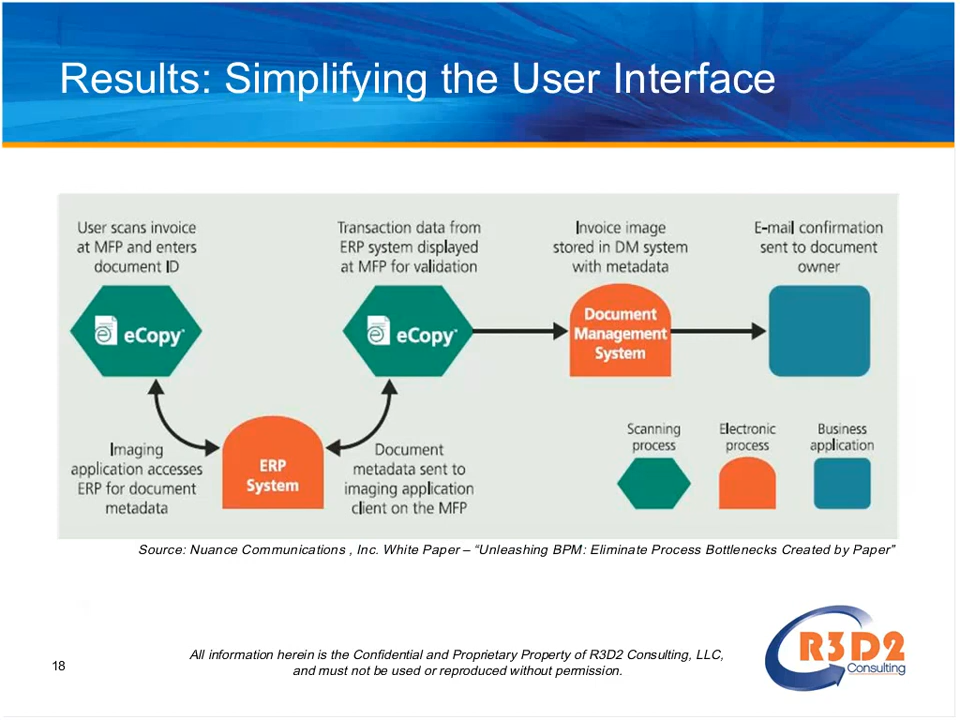 Results: Simplifying the User Interface
User scans invoice
at MFP and enters
document ID
Transaction data from
ERP system displayed
at MFP for validation
Invoice image
stored in DM system
with metadata
E-mail confirmation
sent to document
owner
eCopy™
eCopy™
Document
Management
System
Imaging
application accesses
ERP for document
metadata
ERP
System
Document
metadata sent to
imaging application
client on the MFP
Scanning
process
Electronic
process
Business
application
Source: Nuance Communications , Inc. White Paper – “Unleashing BPM: Eliminate Process Bottlenecks Created by Paper”
18
All information herein is the Confidential and Proprietary Property of R3D2 Consulting, LLC,
and must not be used or reproduced without permission.
R3D2
Consulting